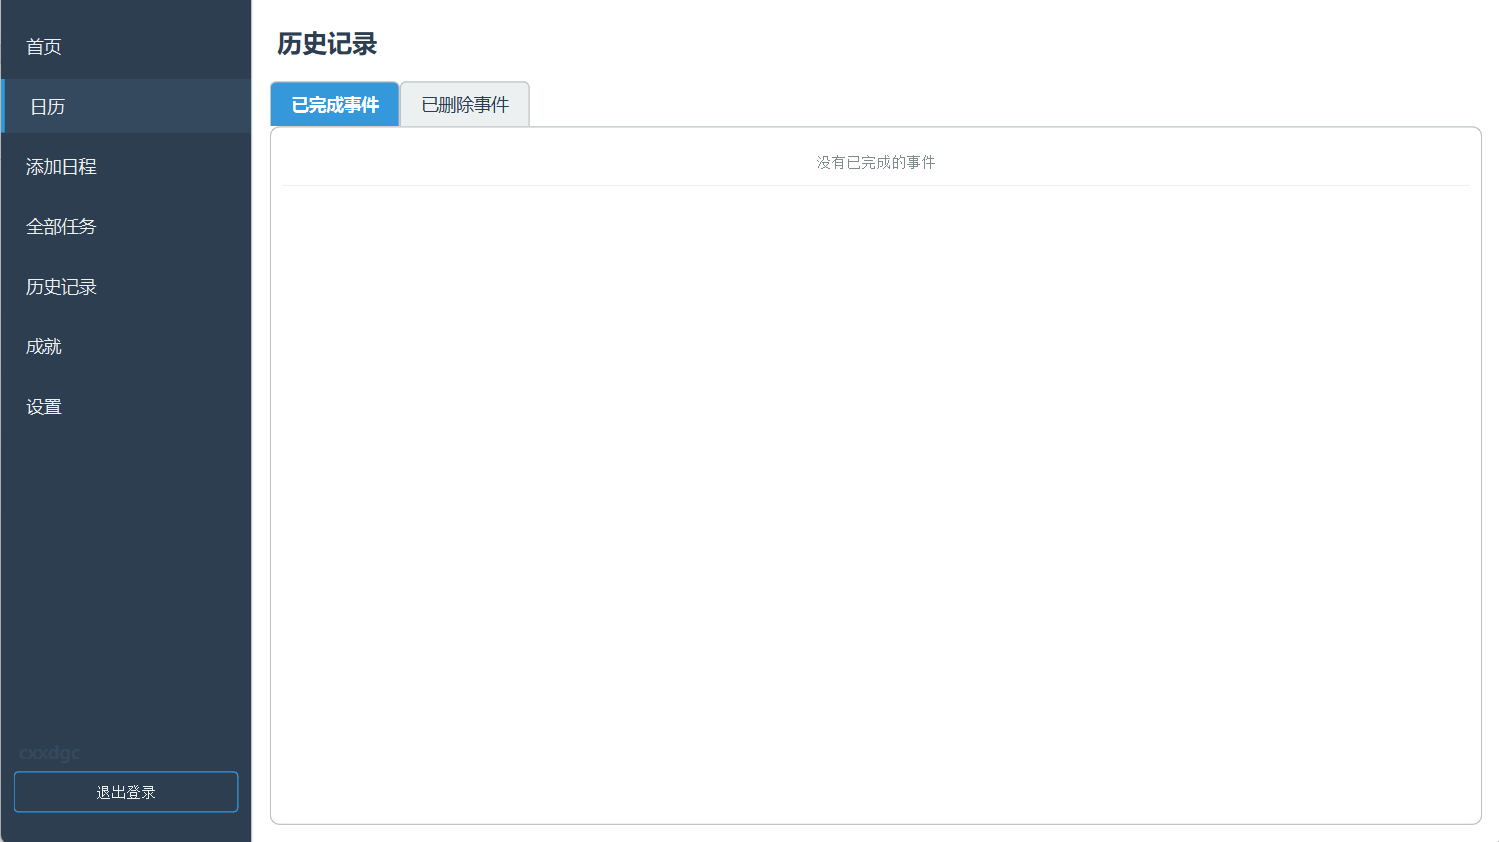 首页
日历
添加日程
全部任务
历史记录
成就
设置
cxxdgc
退出登录
历史记录
已完成事件
已删除事件
没有已完成的事件